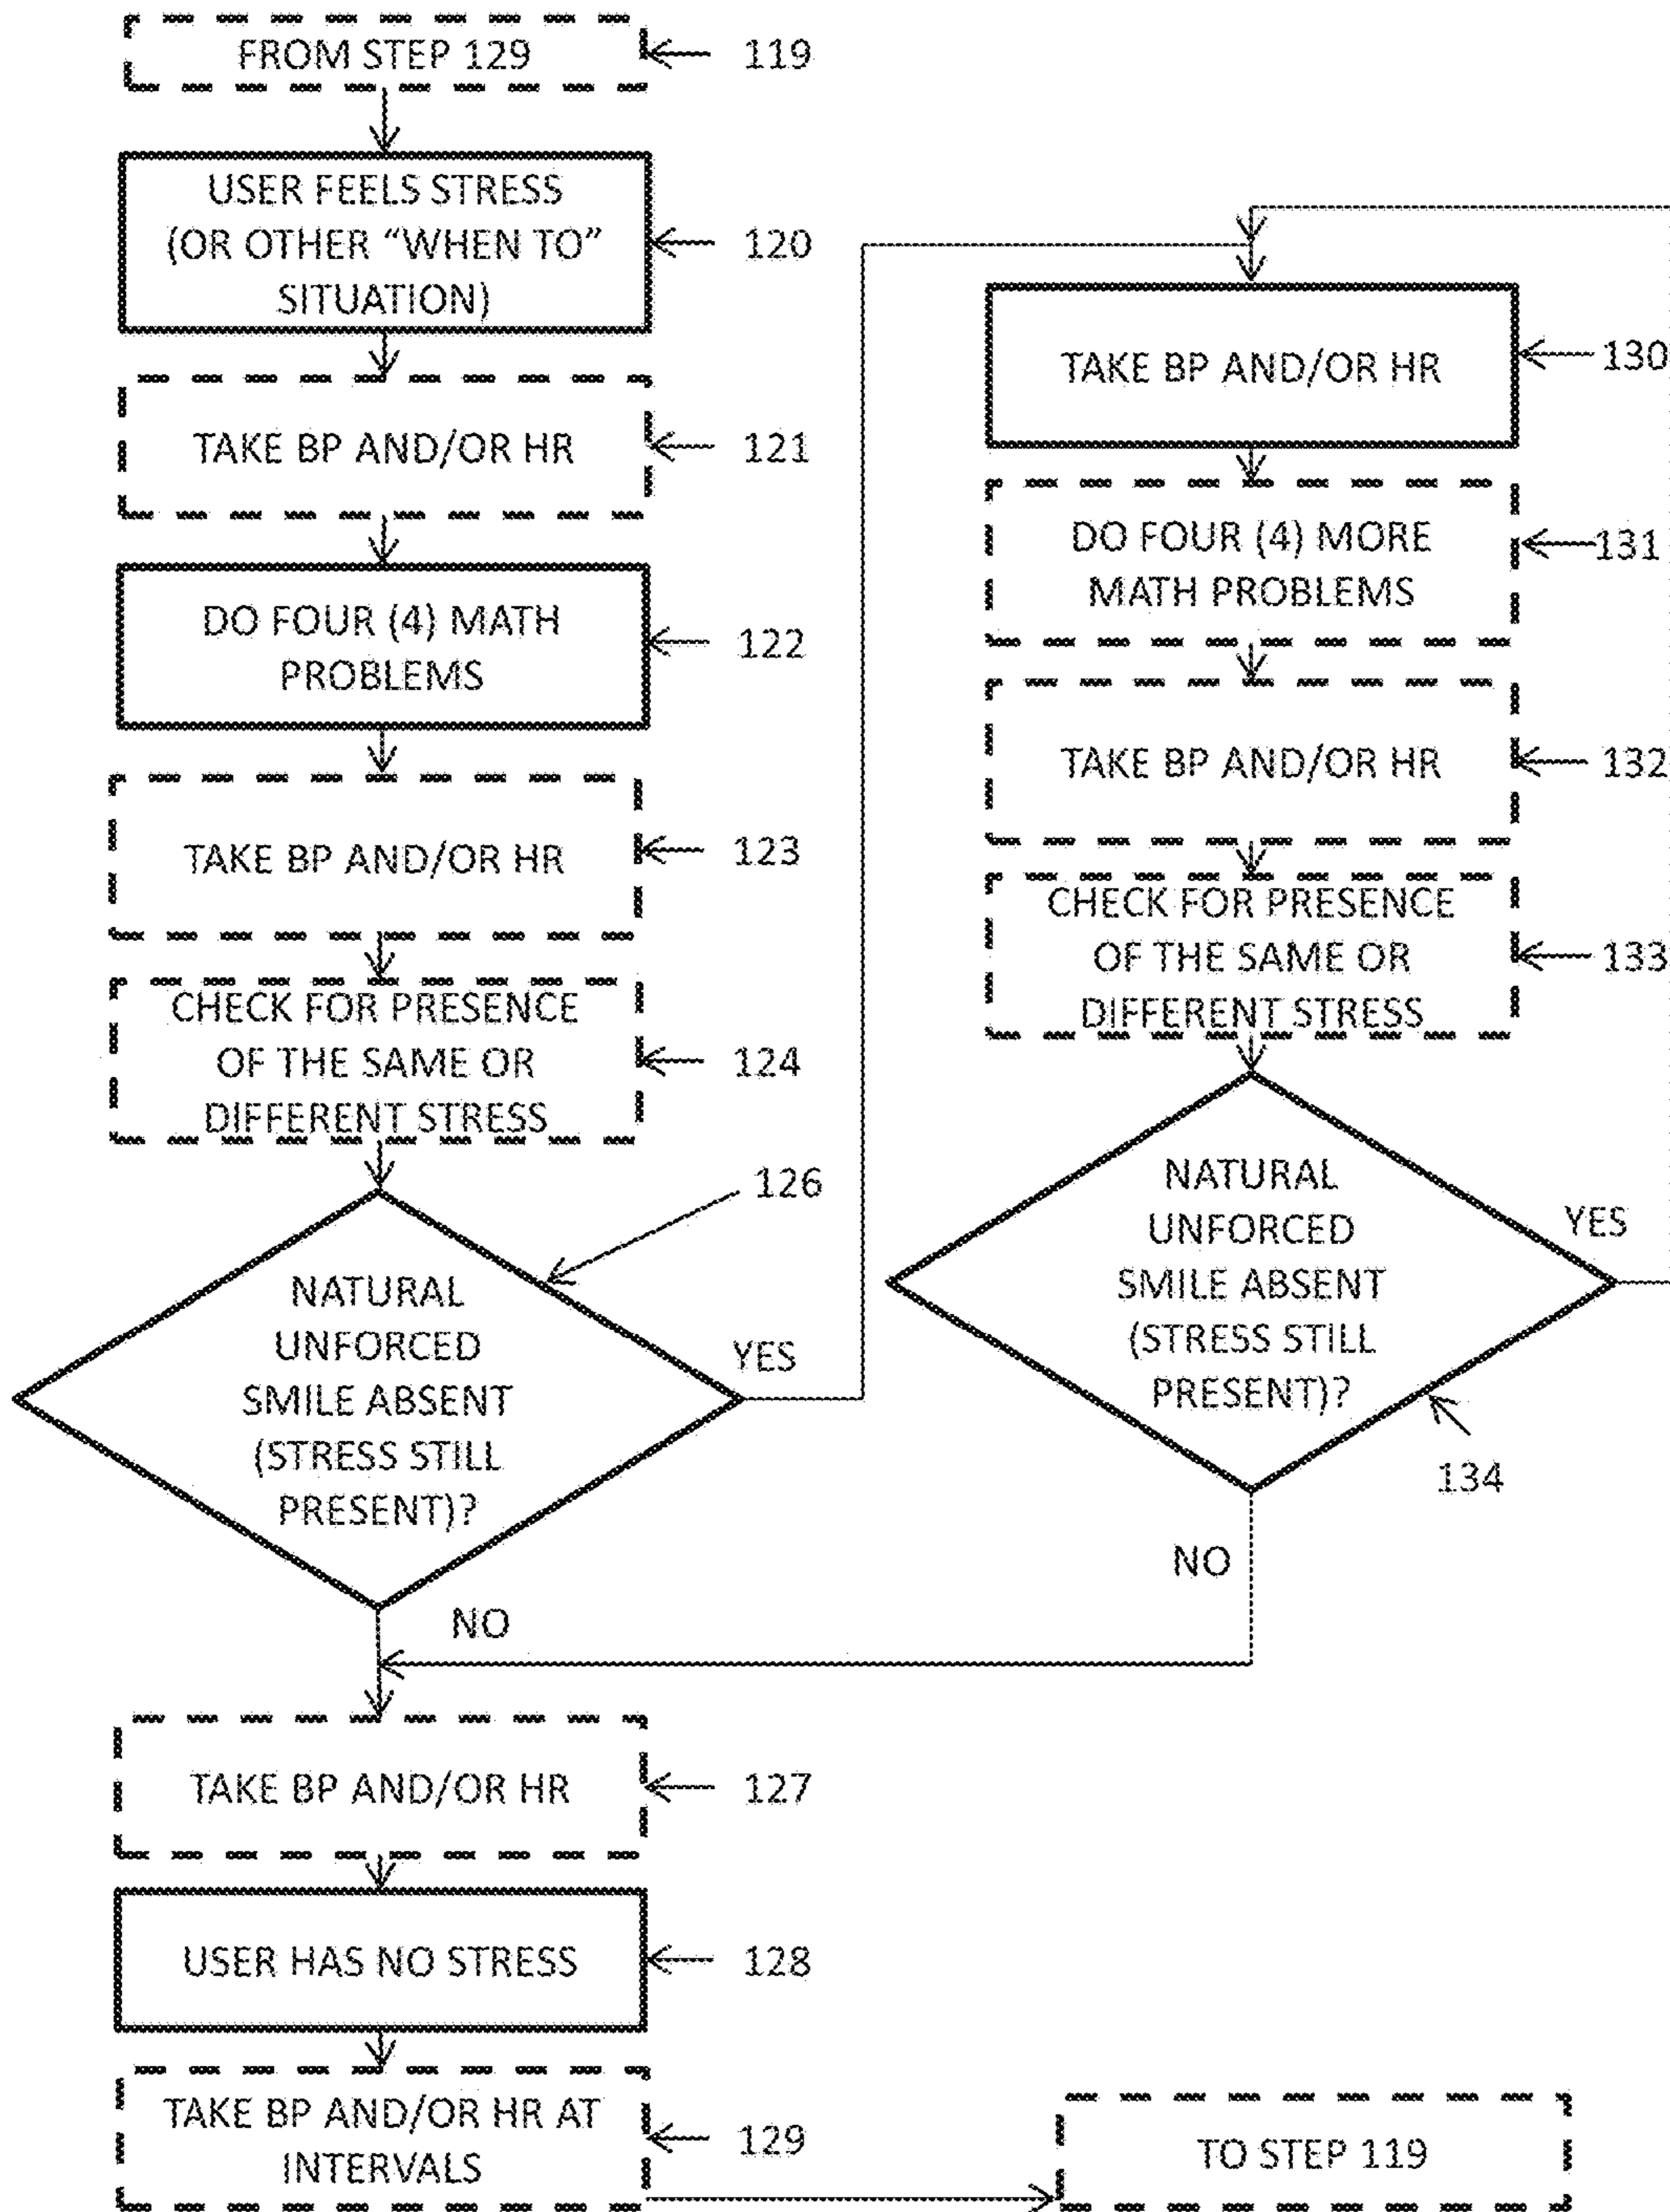 FROM STEP 129
119
USER FEELS STRESS
(OR OTHER “WHEN TO”
SITUATION)
120
TAKE BP AND/OR HR
121
DO FOUR (4) MATH
PROBLEMS
122
TAKE BP AND/OR HR
123
CHECK FOR PRESENCE
OF THE SAME OR
DIFFERENT STRESS
124
126
NATURAL
UNFORCED
SMILE ABSENT
(STRESS STILL
PRESENT)?
YES
NO
TAKE BP AND/OR HR
130
DO FOUR (4) MORE
MATH PROBLEMS
131
TAKE BP AND/OR HR
132
CHECK FOR PRESENCE
OF THE SAME OR
DIFFERENT STRESS
133
NATURAL
UNFORCED
SMILE ABSENT
(STRESS STILL
PRESENT)?
YES
134
NO
TAKE BP AND/OR HR
127
USER HAS NO STRESS
128
TAKE BP AND/OR HR AT
INTERVALS
129
TO STEP 119